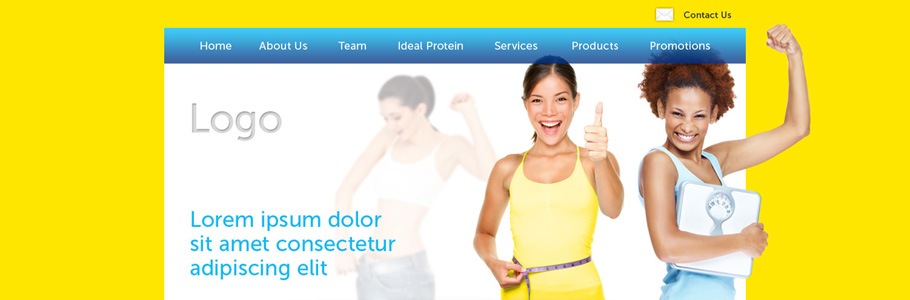 Contact Us
Home About Us Team Ideal Protein Services Products Promotions
Logo
Lorem ipsum dolor
sit amet consectetur
adipiscing elit